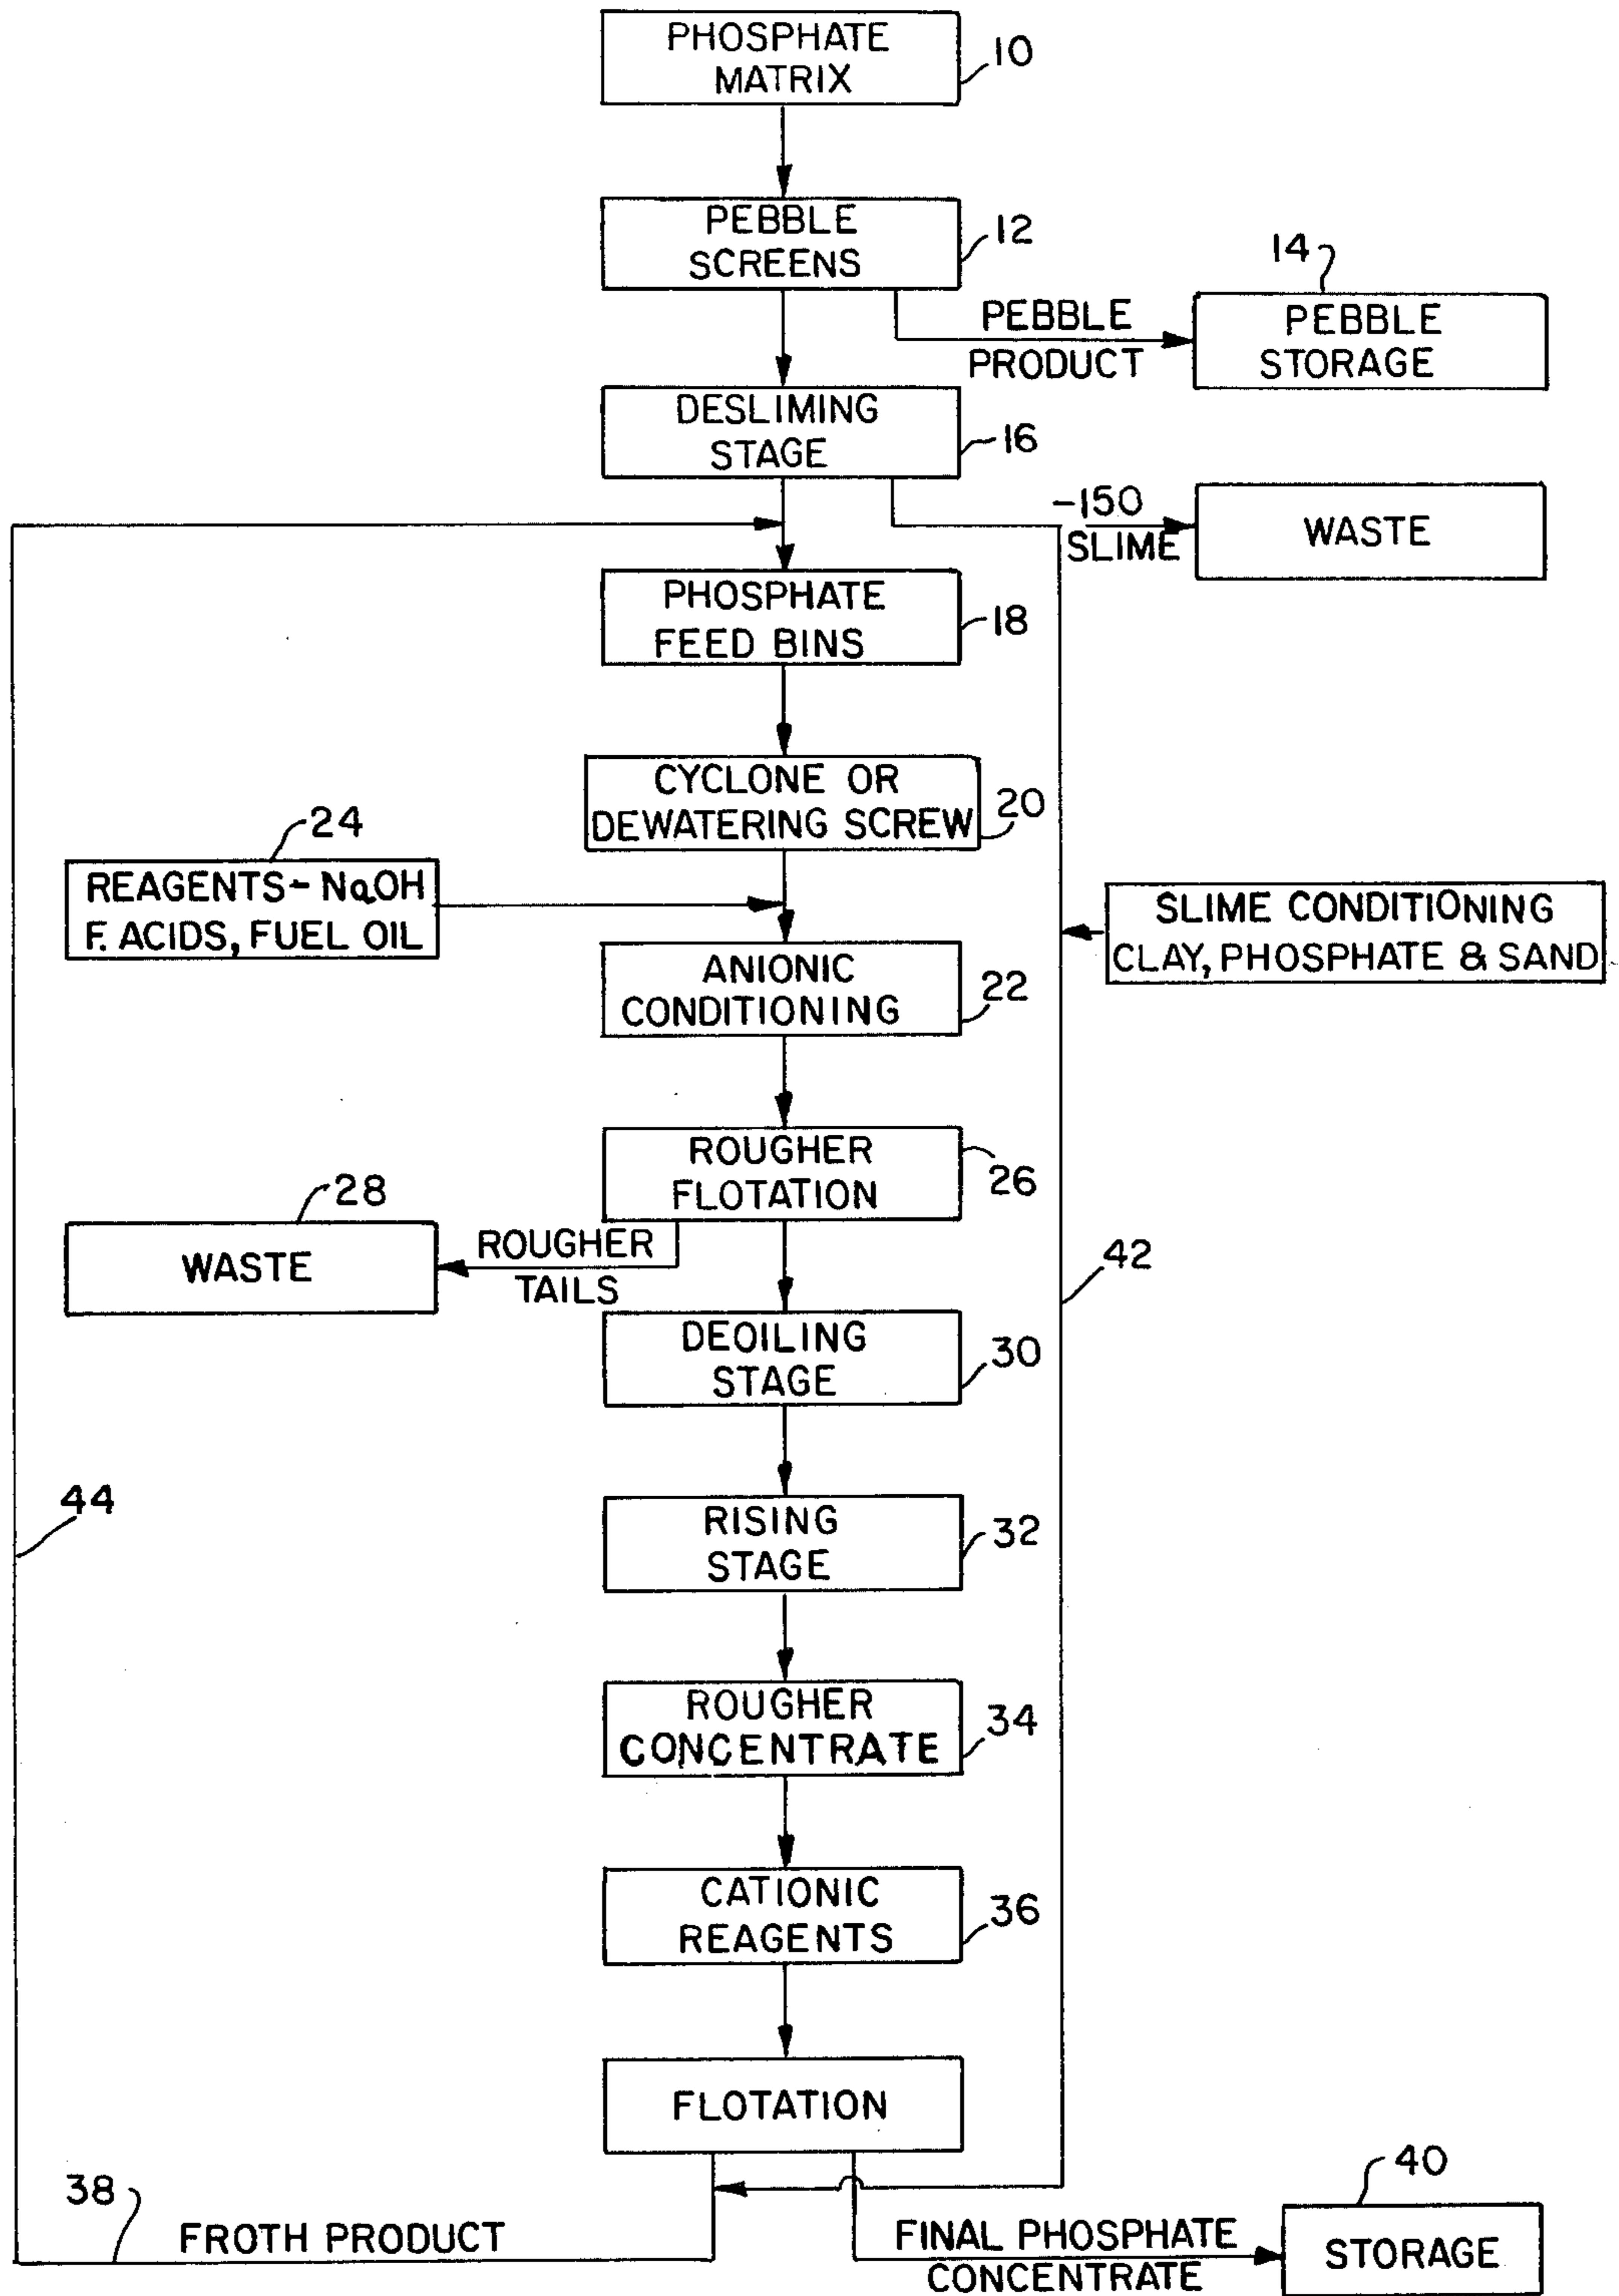 PHOSPHATE
MATRIX
10
PEBBLE
SCREENS
12
14
PEBBLE
PRODUCT
PEBBLE
STORAGE
DESLIMING
STAGE
16
-150
SLIME
WASTE
PHOSPHATE
FEED BINS
18
CYCLONE OR
DEWATERING SCREW
20
24
REAGENTS- NaOH
F. ACIDS, FUEL OIL
SLIME CONDITIONING
CLAY, PHOSPHATE & SAND
ANIONIC
CONDITIONING
22
ROUGHER
FLOTATION
26
28
WASTE
ROUGHER
TAILS
42
DEOILING
STAGE
30
44
RISING
STAGE
32
ROUGHER
CONCENTRATE
34
CATIONIC
REAGENTS
36
FLOTATION
38
FROTH PRODUCT
FINAL PHOSPHATE
CONCENTRATE
40
STORAGE